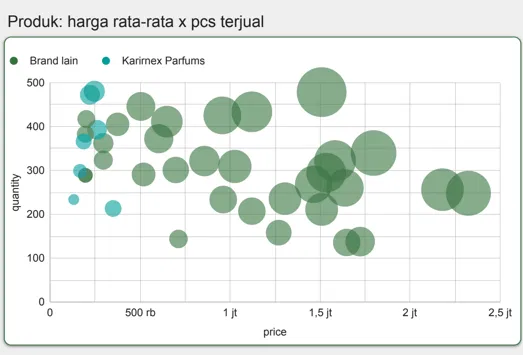 Produk: harga rata-rata x pcs terjual
Brand lain
Karirnex Parfums
500
400
300
200
100
0
quantity
0
500 rb
1 jt
1,5 jt
2 jt
2,5 jt
price